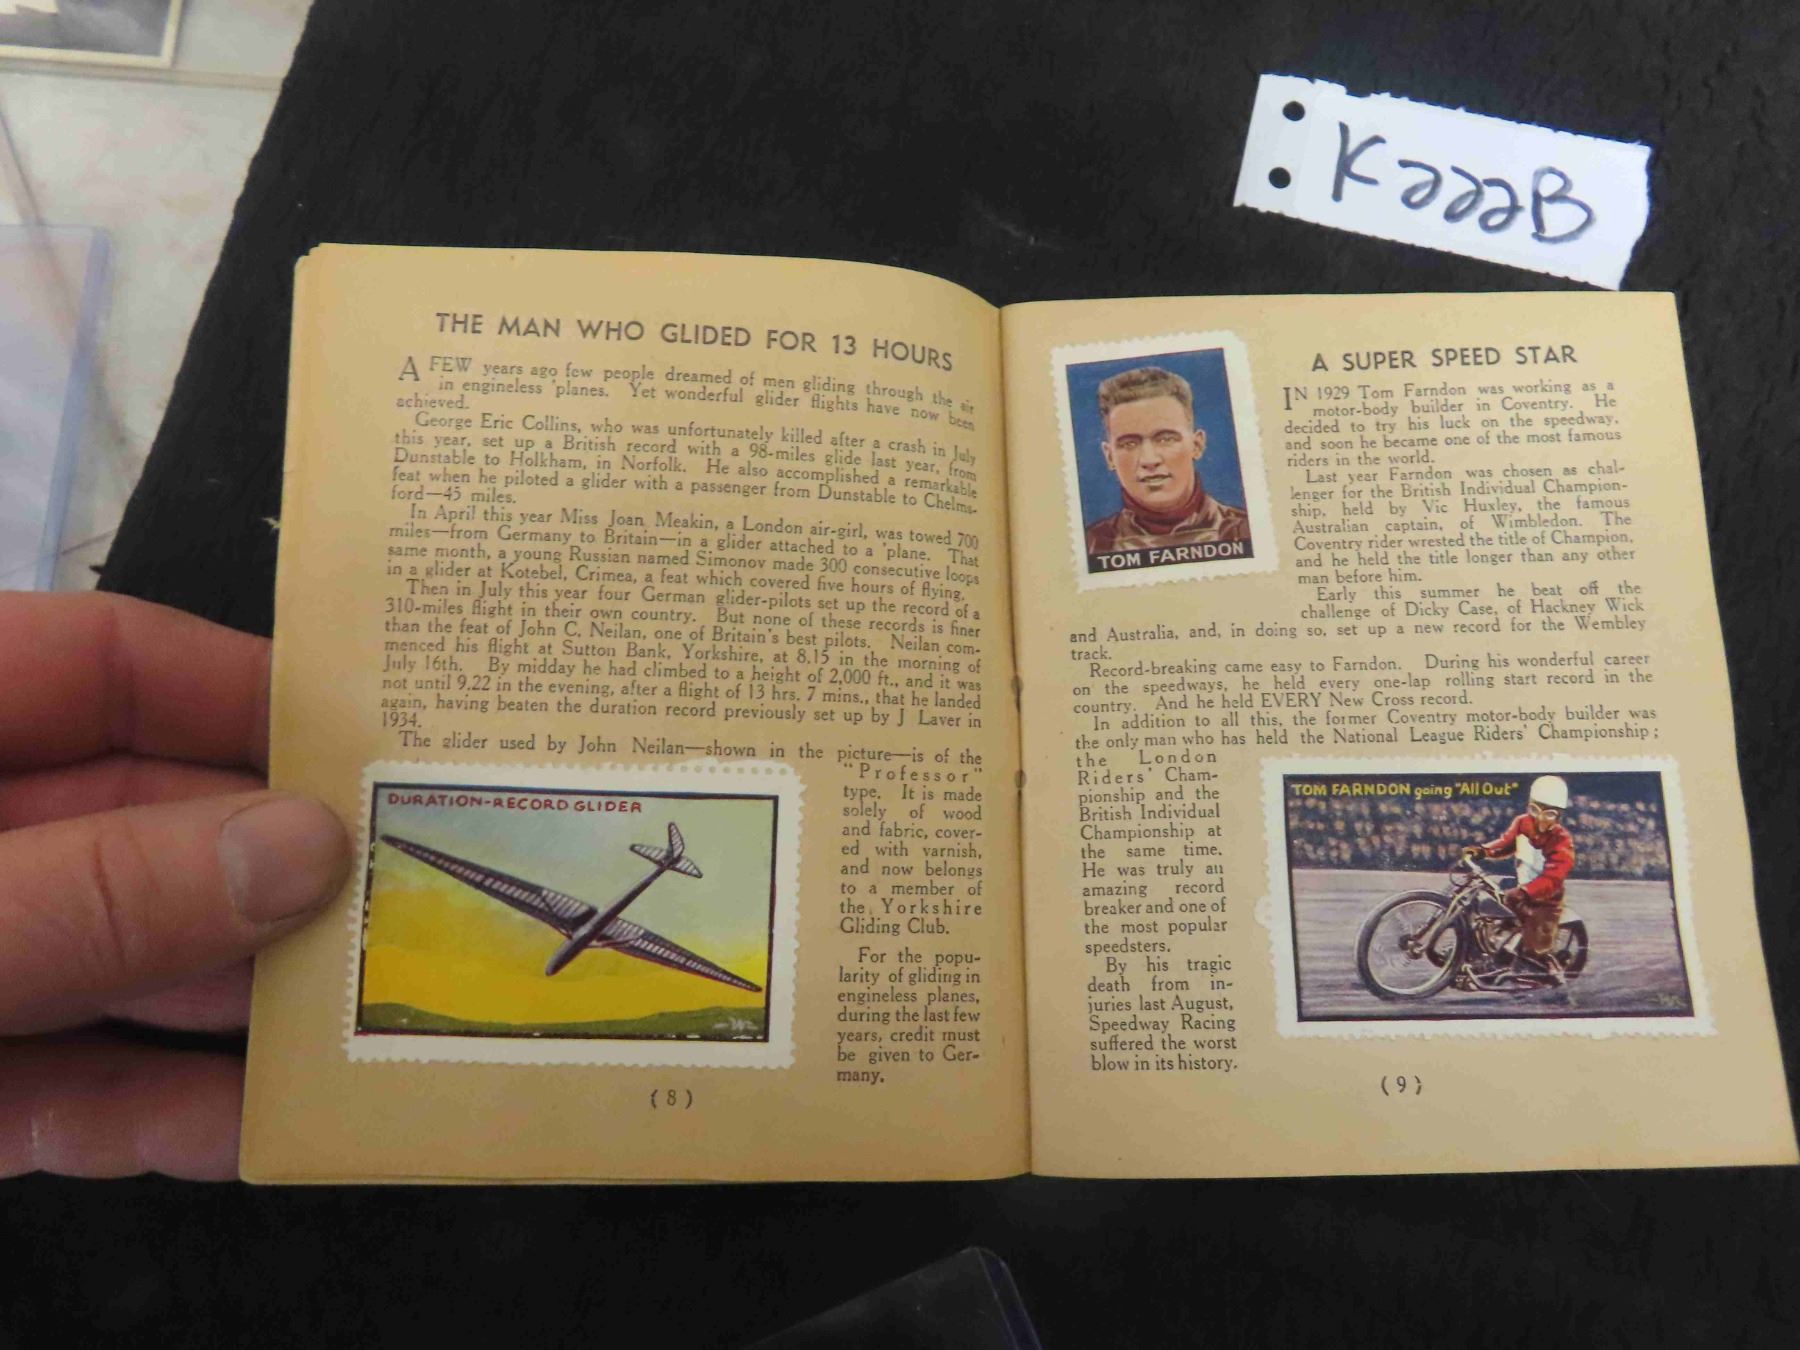 KaaaB
THE MAN WHO GLIDED FOR 13 HOURS
A FEW years ago few people dreamed of men gliding through the air
in engineless 'planes. Yet wonderful glider flights have now been
achieved.
George Eric Collins, who was unfortunately killed after a crash in July
this year, set up a British record with a 98-miles glide last year, from
Dunstable to Holkham, in Norfolk. He also accomplished a remarkable
feat when he piloted a glider with a passenger from Dunstable to Chelms-
ford—45 miles.
In April this year Miss Joan Meakin, a London air-girl, was towed 700
miles—from Germany to Britain—in a glider attached to a 'plane. That
same month, a young Russian named Simonov made 300 consecutive loops
in a glider at Kotebel, Crimea, a feat which covered five hours of flying.
Then in July this year four German glider-pilots set up the record of a
310-miles flight in their own country. But none of these records is finer
than the feat of John C. Neilan, one of Britain's best pilots. Neilan com-
menced his flight at Sutton Bank, Yorkshire, at 8.15 in the morning of
July 16th. By midday he had climbed to a height of 2,000 ft., and it was
not until 9.22 in the evening, after a flight of 13 hrs. 7 mins., that he landed
again, having beaten the duration record previously set up by J Laver in
1934.
The glider used by John Neilan—shown in the picture—is of the
"Professor"
type. It is made
solely of wood
and fabric, cover-
ed with varnish,
and now belongs
to a member of
the Yorkshire
Gliding Club.
For the popu-
larity of gliding in
engineless planes,
during the last few
years, credit must
be given to Ger-
many.
DURATION-RECORD GLIDER
(8)
TOM FARNDON
A SUPER SPEED STAR
IN 1929 Tom Farndon was working as a
motor-body builder in Coventry. He
decided to try his luck on the speedway,
and soon he became one of the most famous
riders in the world.
Last year Farndon was chosen as chal-
lenger for the British Individual Champion-
ship, held by Vic Huxley, the famous
Australian captain, of Wimbledon. The
Coventry rider wrested the title of Champion,
and he held the title longer than any other
man before him.
Early this summer he beat off the
challenge of Dicky Case, of Hackney Wick
and Australia, and, in doing so, set up a new record for the Wembley
track.
Record-breaking came easy to Farndon. During his wonderful career
on the speedways, he held every one-lap rolling start record in the
country. And he held EVERY New Cross record.
In addition to all this, the former Coventry motor-body builder was
the only man who has held the National League Riders' Championship;
the London
Riders' Cham-
pionship and the
British Individual
Championship at
the same time.
He was truly an
amazing record
breaker and one of
the most popular
speedsters.
By his tragic
death from in-
juries last August,
Speedway Racing
suffered the worst
blow in its history.
TOM FARNDON going "All Out"
(9)